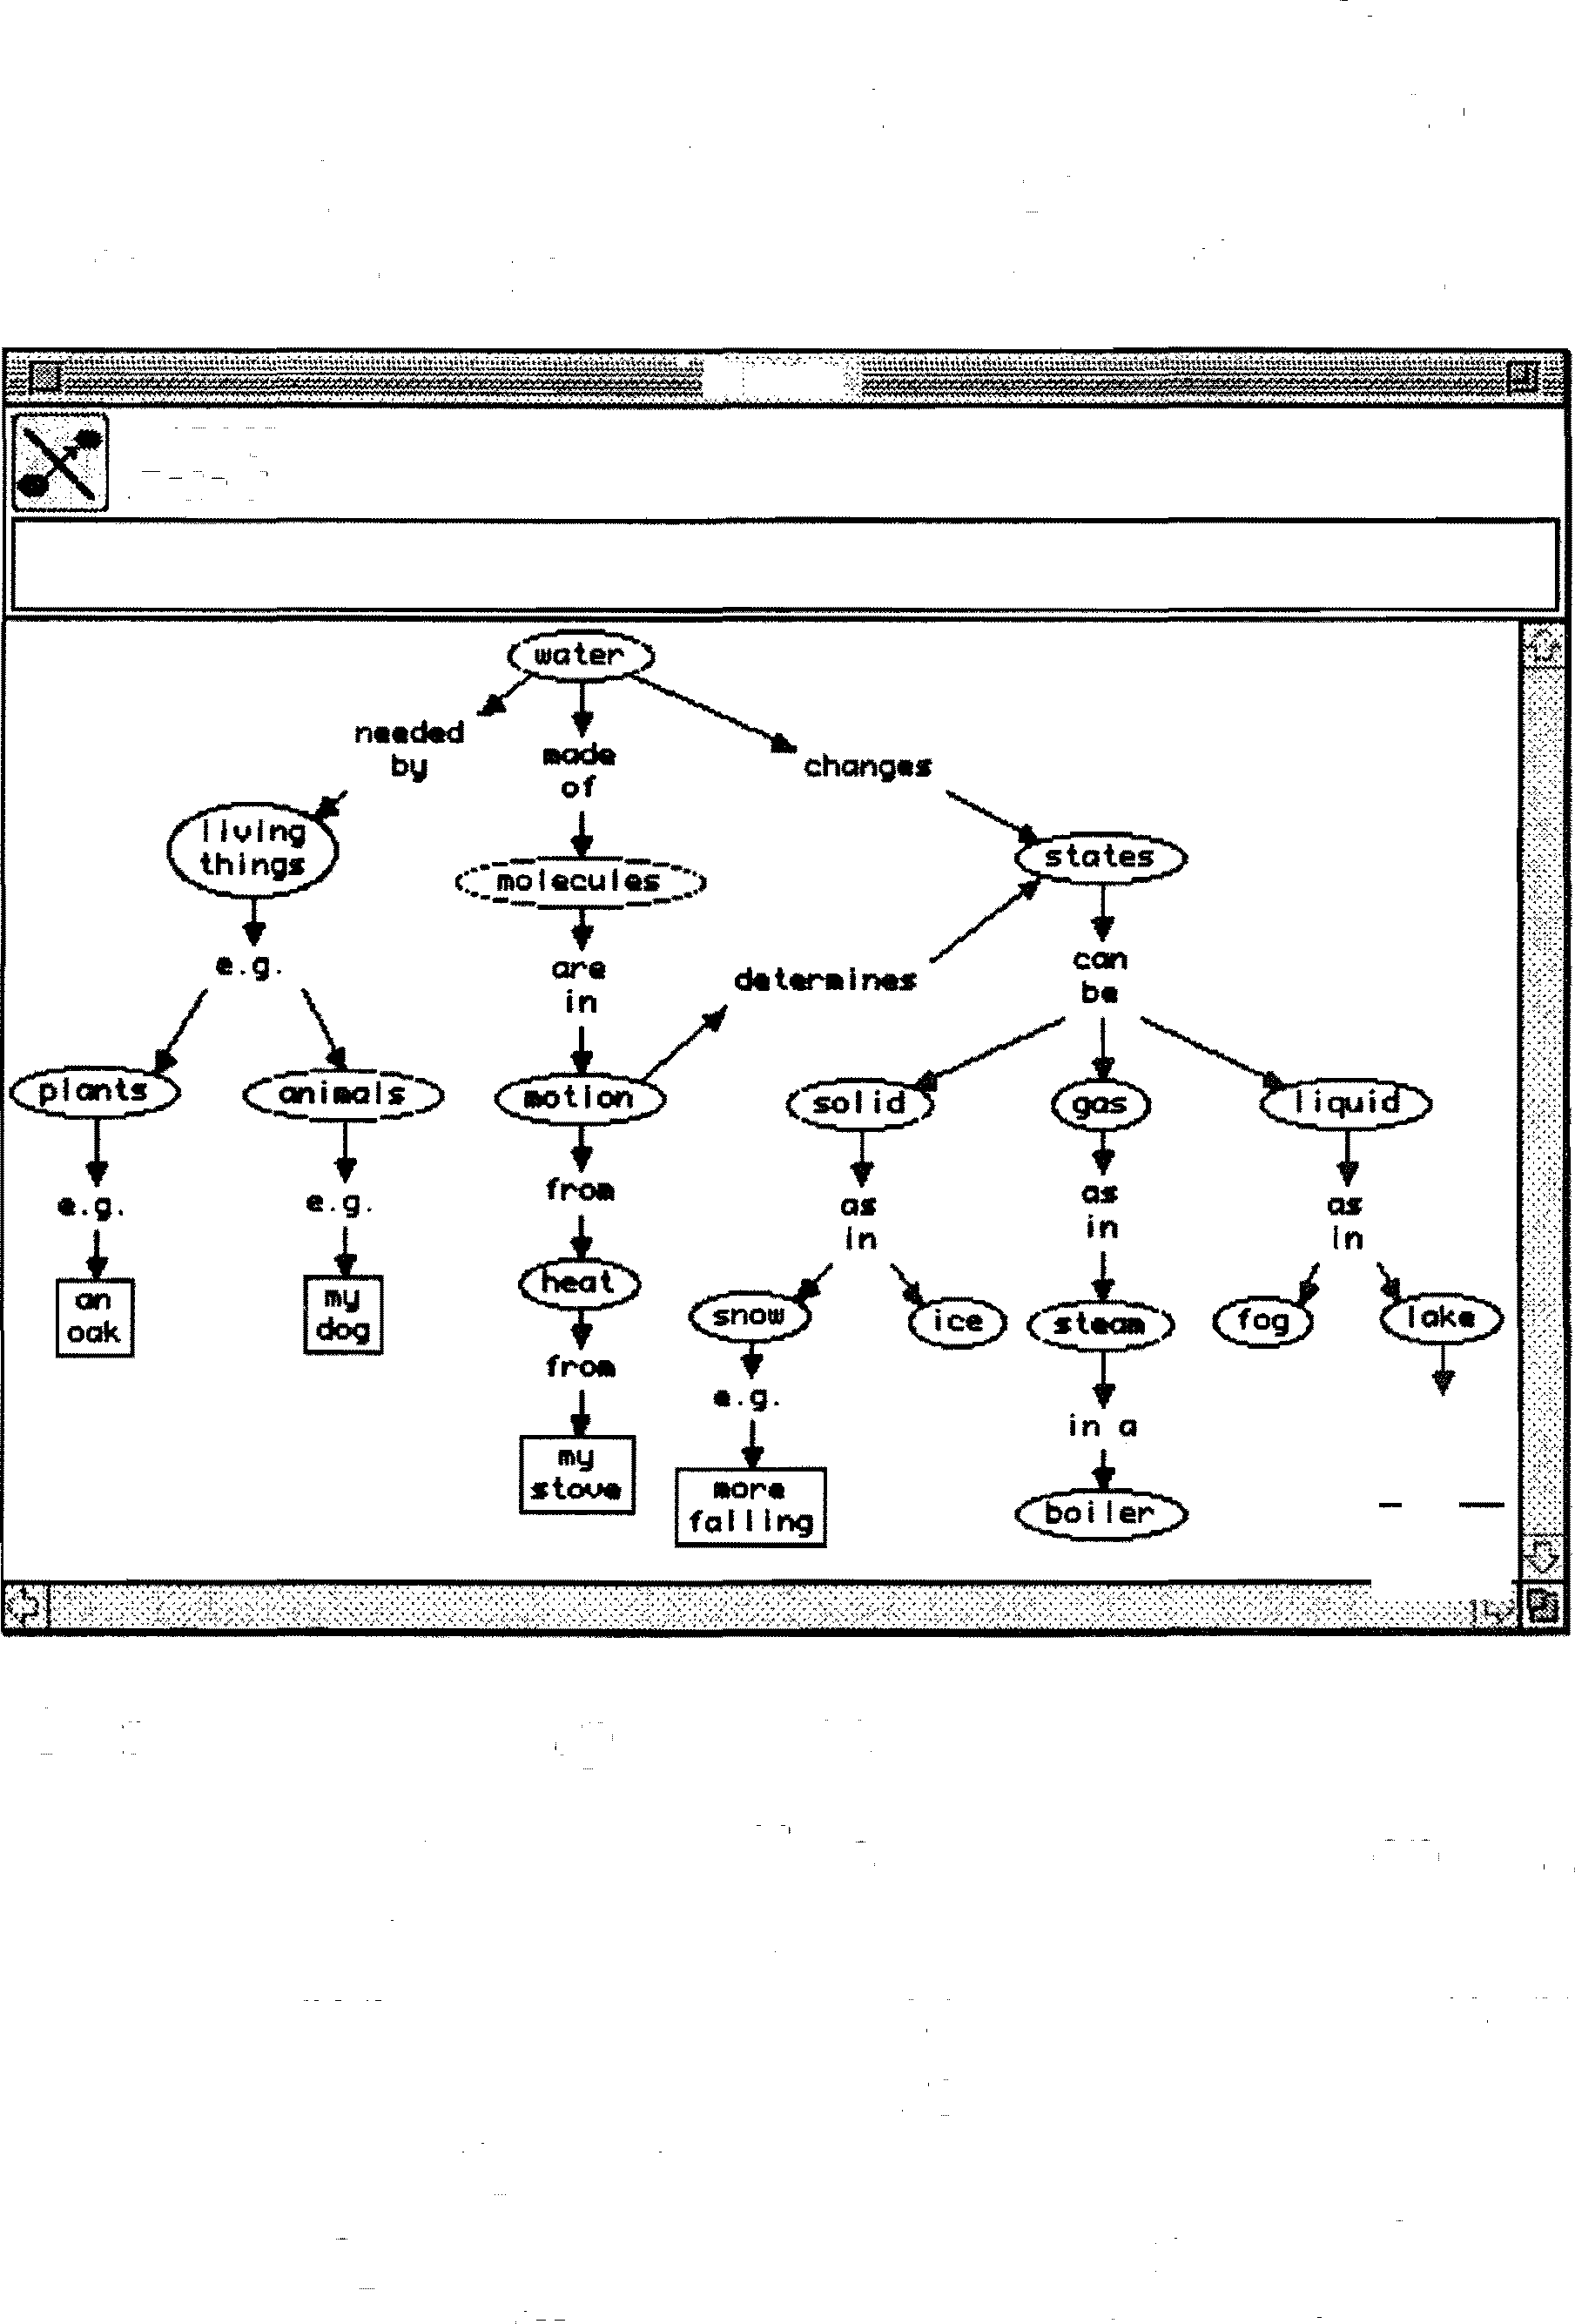 water
needed
by
made
of
changes
living
things
molecules
states
e.g.
are
in
determines
can
be
plants
animals
motion
solid
gas
liquid
e.g.
e.g.
from
as
in
as
in
as
in
an
oak
my
dog
heat
snow
ice
steam
fog
lake
from
e.g.
in a
my
stove
more
falling
boiler